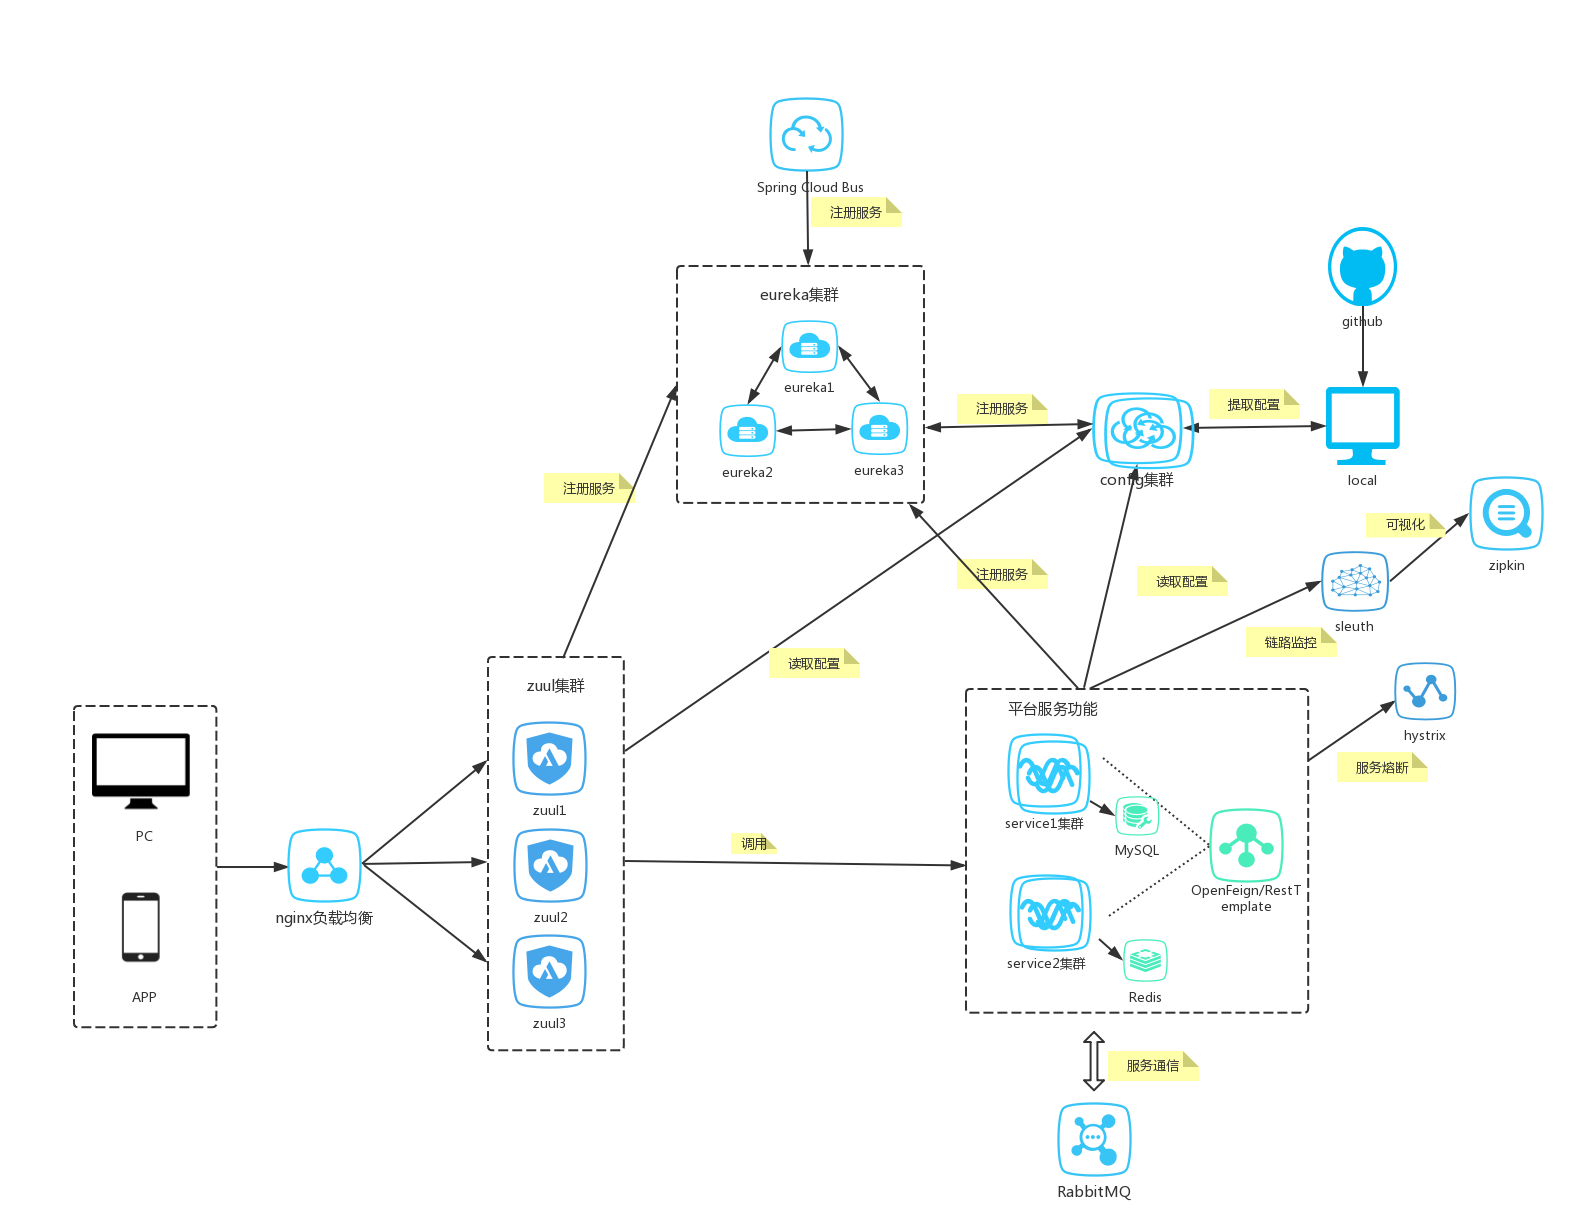 Spring Cloud Bus
注册服务
eureka集群
eureka1
eureka2
eureka3
注册服务
注册服务
config集群
提取配置
github
local
可视化
zipkin
sleuth
链路监控
注册服务
读取配置
读取配置
hystrix
服务熔断
PC
APP
nginx负载均衡
zuul集群
zuul1
zuul2
zuul3
调用
平台服务功能
service1集群
MySQL
OpenFeign/RestT
emplate
service2集群
Redis
服务通信
RabbitMQ